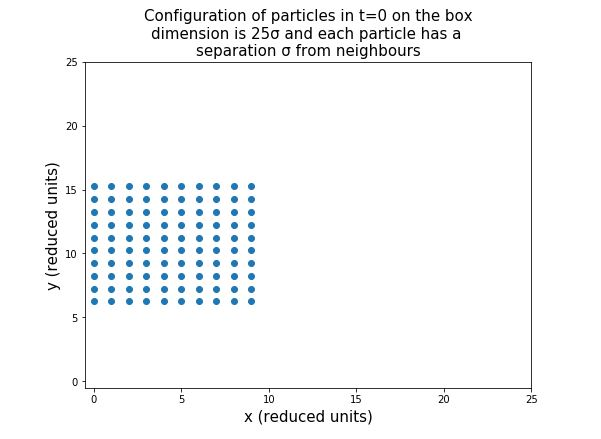 Configuration of particles in t=0 on the box
dimension is 25σ and each particle has a
separation σ from neighbours
25
20
15
10
5
0
y (reduced units)
0 5 10 15 20 25
x (reduced units)